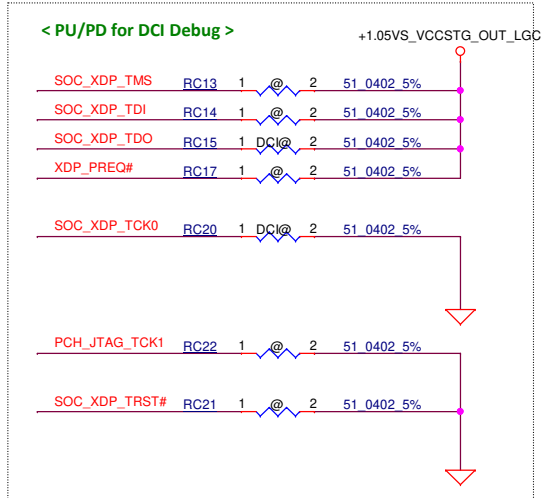 < PU/PD for DCI Debug >
+1.05VS_VCCSTG_OUT_LGC
SOC_XDP_TMS RC13 1 @ 2 51_0402_5%
SOC_XDP_TDI RC14 1 @ 2 51_0402_5%
SOC_XDP_TDO RC15 1 DCI@ 2 51_0402_5%
XDP_PREQ# RC17 1 @ 2 51_0402_5%
SOC_XDP_TCK0 RC20 1 DCI@ 2 51_0402_5%
PCH_JTAG_TCK1 RC22 1 @ 2 51_0402_5%
SOC_XDP_TRST# RC21 1 @ 2 51_0402_5%